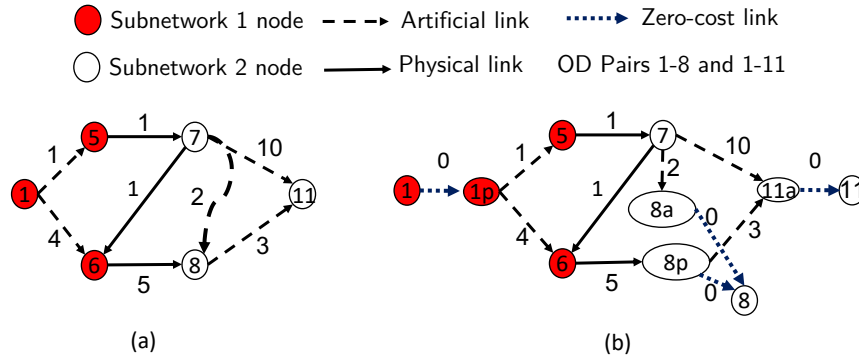 Subnetwork 1 node Artificial link Zero-cost link
Subnetwork 2 node Physical link OD Pairs 1-8 and 1-11
5 1 7 10
1 1 2 11
1 4 3
6 5 8
(a)
5 1 7 10
0 1 2 0
1 1p 1 8a 0 11a 11
4 3
6 5 8p 0 8
(b)